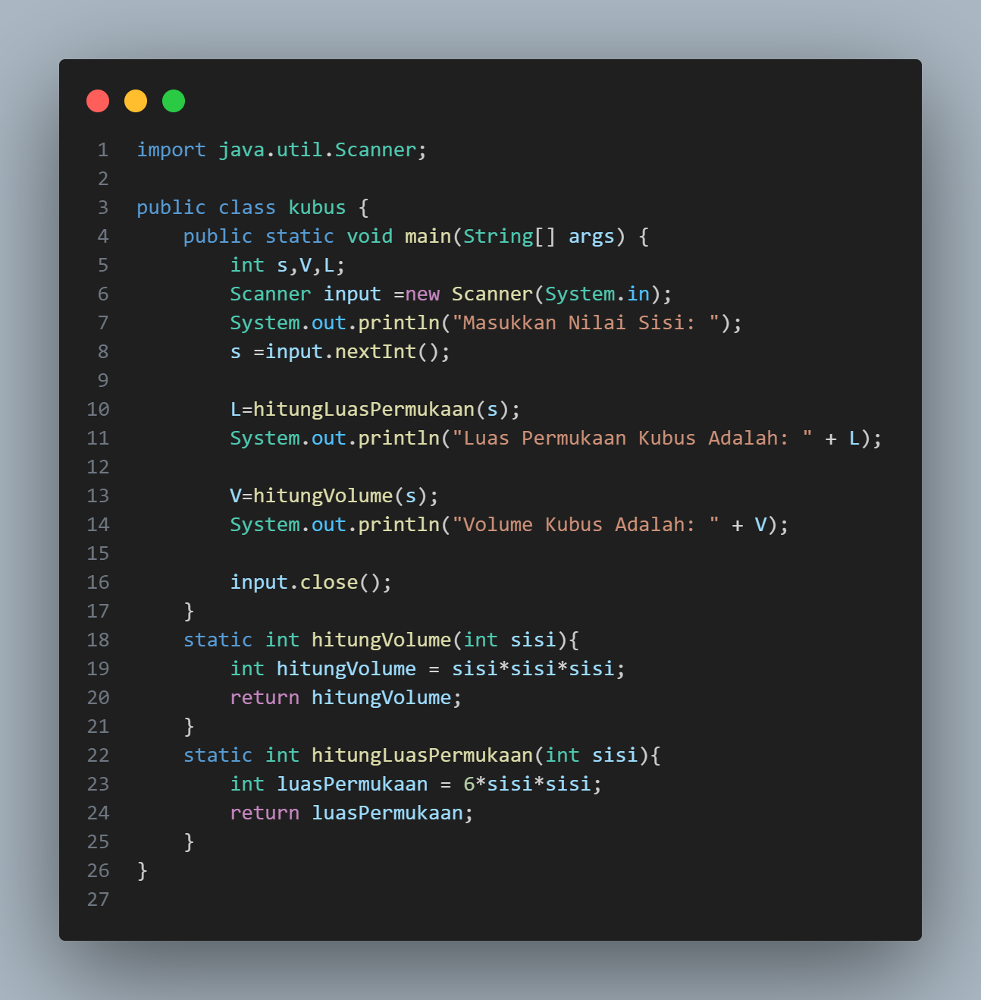 1 import java.util.Scanner;
2
3 public class kubus {
4     public static void main(String[] args) {
5         int s,V,L;
6         Scanner input =new Scanner(System.in);
7         System.out.println("Masukkan Nilai Sisi: ");
8         s =input.nextInt();
9
10         L=hitungLuasPermukaan(s);
11         System.out.println("Luas Permukaan Kubus Adalah: " + L);
12
13         V=hitungVolume(s);
14         System.out.println("Volume Kubus Adalah: " + V);
15
16         input.close();
17     }
18     static int hitungVolume(int sisi){
19         int hitungVolume = sisi*sisi*sisi;
20         return hitungVolume;
21     }
22     static int hitungLuasPermukaan(int sisi){
23         int luasPermukaan = 6*sisi*sisi;
24         return luasPermukaan;
25     }
26 }
27